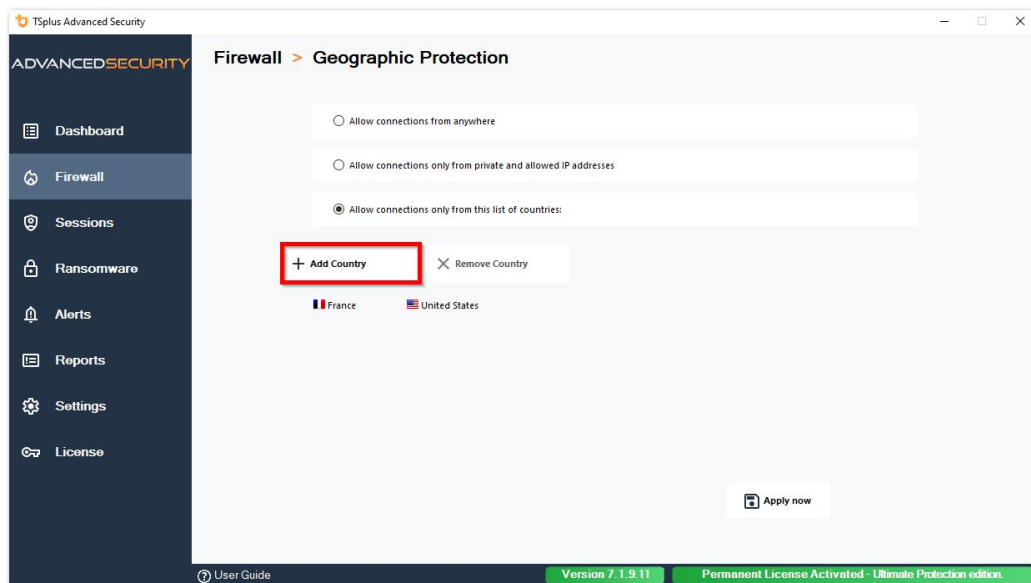 TSplus Advanced Security
ADVANCEDSECURITY
Firewall > Geographic Protection
Dashboard
Firewall
Sessions
Ransomware
Alerts
Reports
Settings
License
Allow connections from anywhere
Allow connections only from private and allowed IP addresses
Allow connections only from this list of countries:
Add Country
Remove Country
France
United States
Apply now
User Guide
Version 7.1.9.11
Permanent License Activated - Ultimate Protection edition.